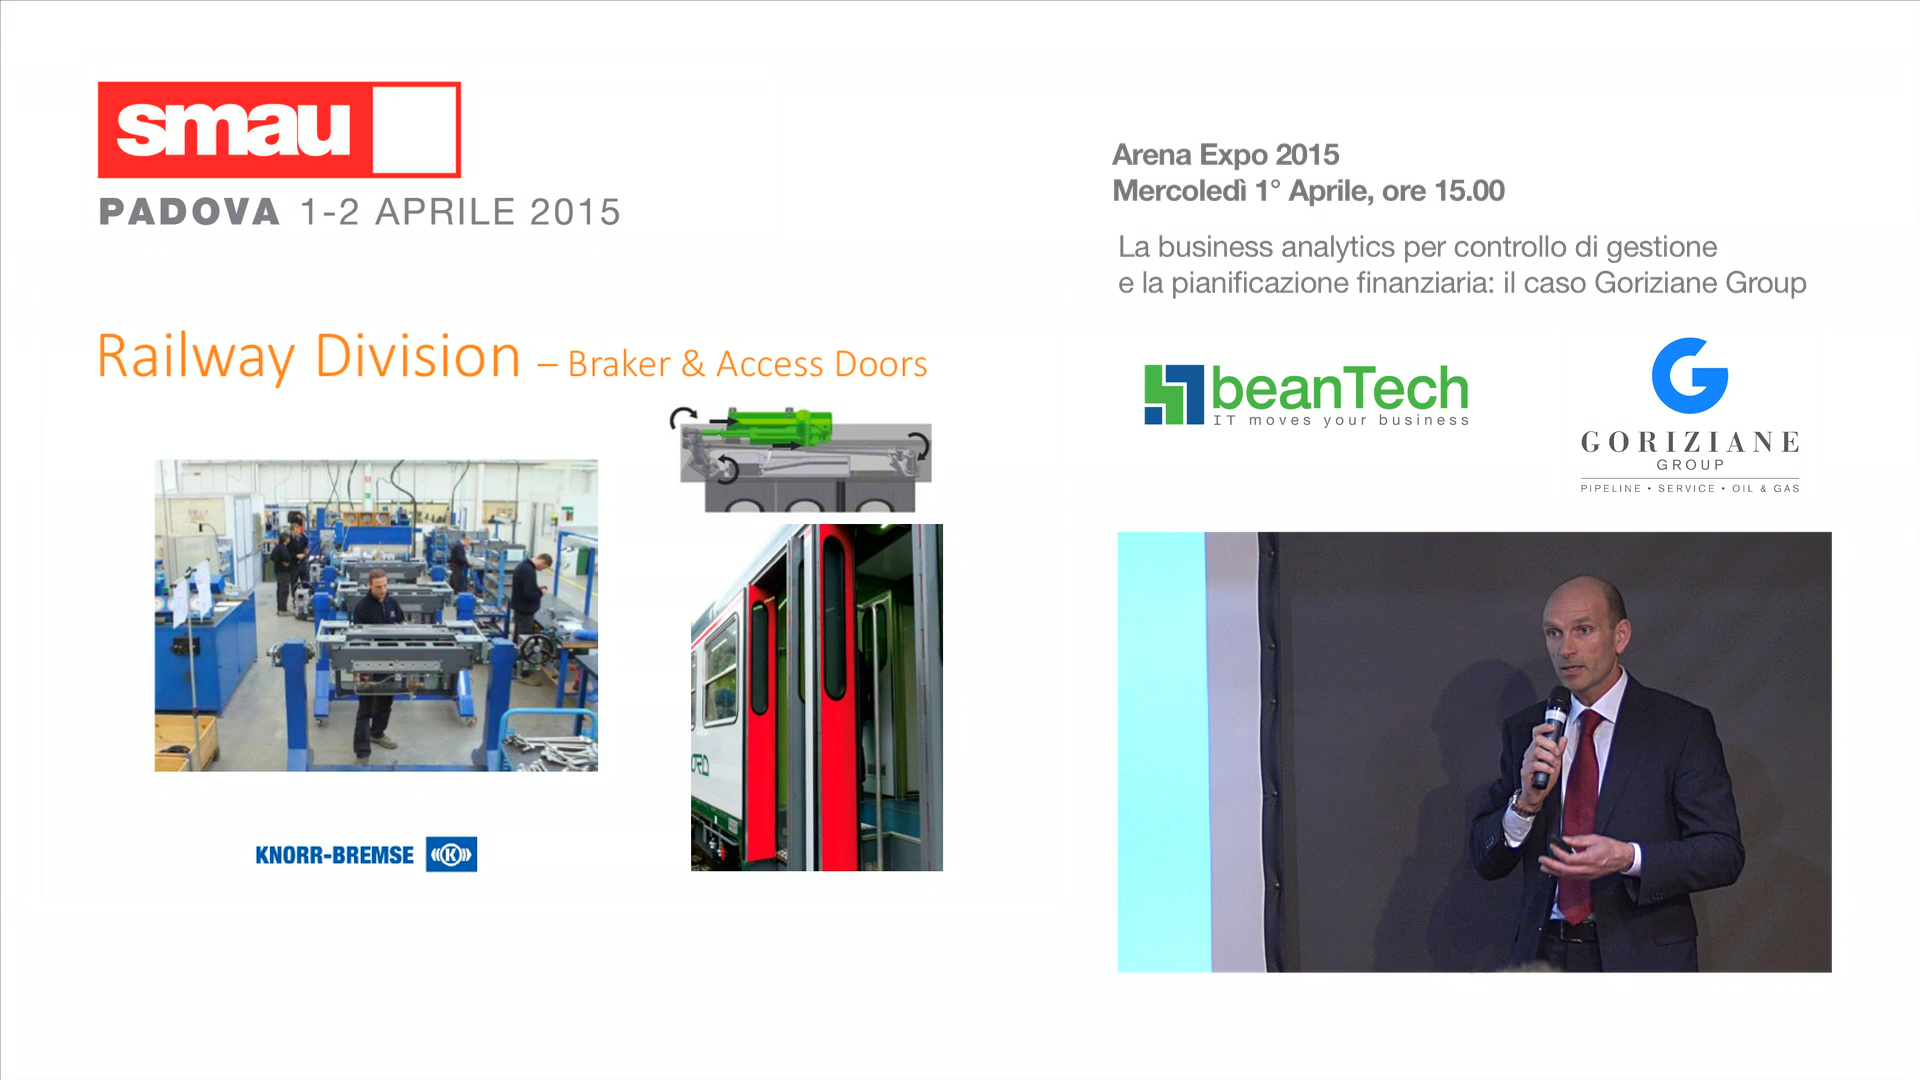 smau
PADOVA 1-2 APRILE 2015
Arena Expo 2015
Mercoledì 1° Aprile, ore 15.00
La business analytics per controllo di gestione
e la pianificazione finanziaria: il caso Goriziane Group
beanTech
IT moves your business
G
GORIZIANE
GROUP
PIPELINE • SERVICE • OIL & GAS
Railway Division – Braker & Access Doors
ORD
KNORR-BREMSE K